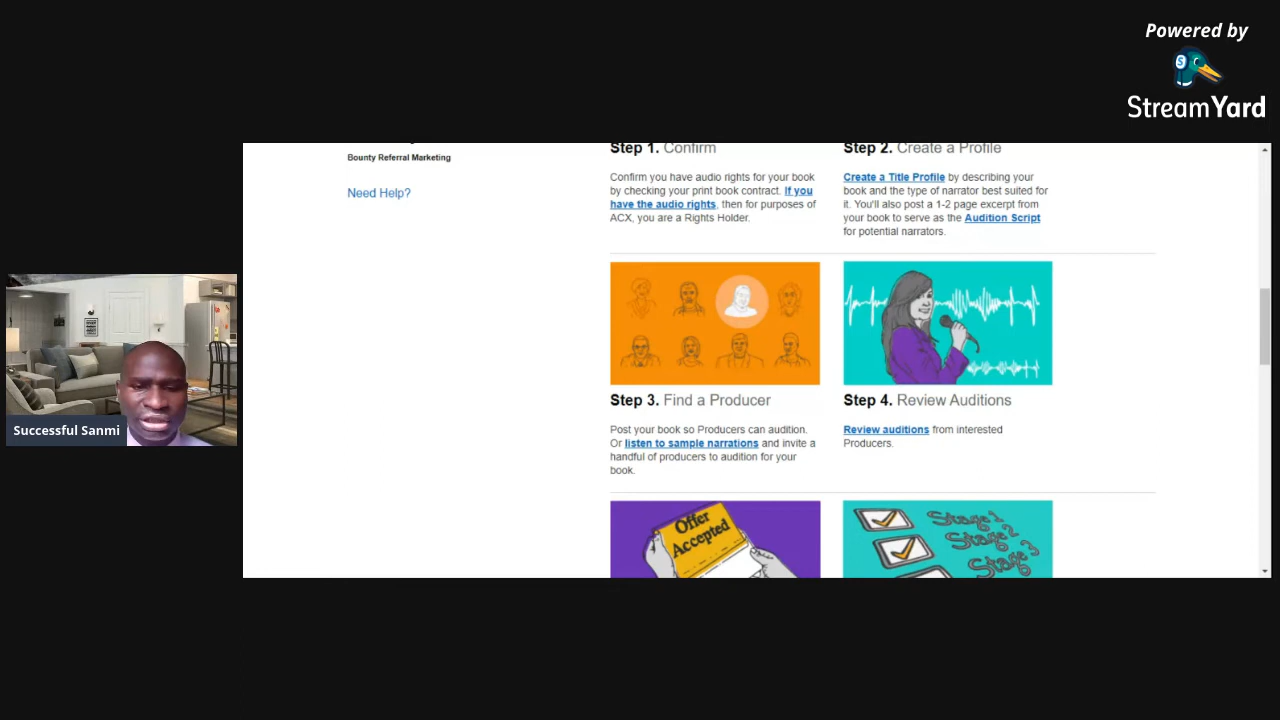 Powered by
StreamYard
Bounty Referral Marketing
Need Help?
Step 1. Confirm
Confirm you have audio rights for your book
by checking your print book contract. If you
have the audio rights, then for purposes of
ACX, you are a Rights Holder.
Step 2. Create a Profile
Create a Title Profile by describing your
book and the type of narrator best suited for
it. You'll also post a 1-2 page excerpt from
your book to serve as the Audition Script
for potential narrators.
Step 3. Find a Producer
Post your book so Producers can audition.
Or listen to sample narrations and invite a
handful of producers to audition for your
book.
Step 4. Review Auditions
Review auditions from interested
Producers.
Offer
Accepted
Stage 1
Stage 2
Stage 3
Successful Sanmi